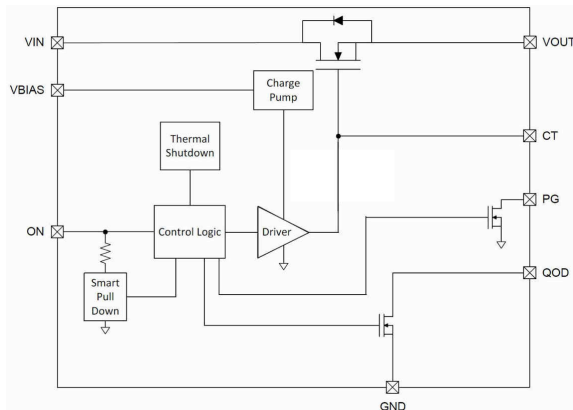 VIN
VOUT
VBIAS
Charge
Pump
CT
Thermal
Shutdown
PG
ON
Control Logic
Driver
QOD
Smart
Pull
Down
GND